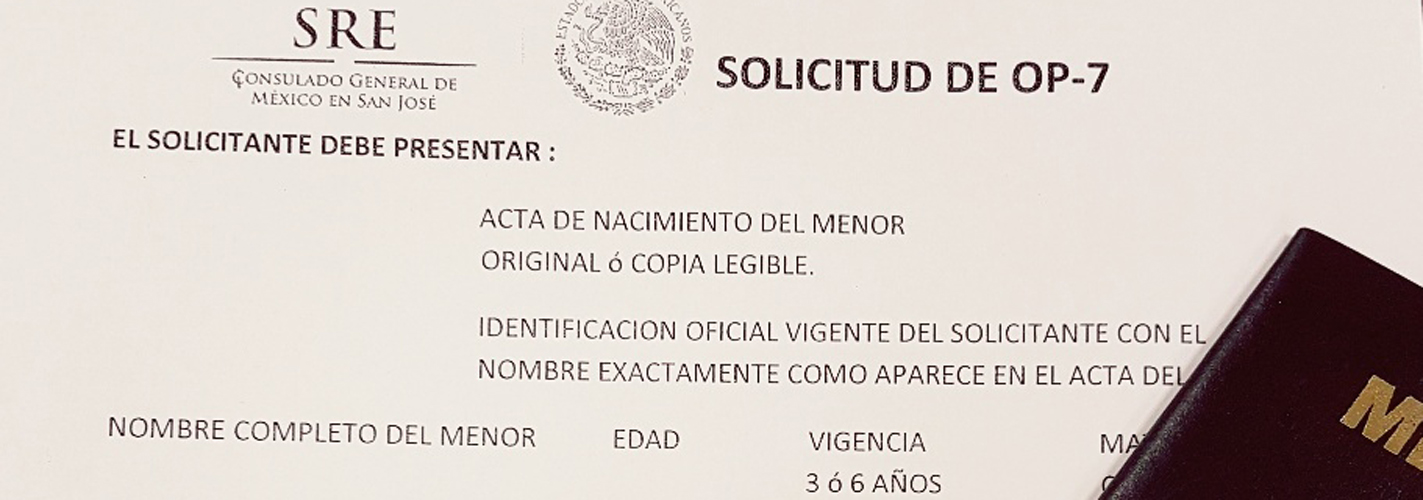 SRE
CONSULADO GENERAL DE
MÉXICO EN SAN JOSÉ
SOLICITUD DE OP-7
EL SOLICITANTE DEBE PRESENTAR :
ACTA DE NACIMIENTO DEL MENOR
ORIGINAL ó COPIA LEGIBLE.
IDENTIFICACION OFICIAL VIGENTE DEL SOLICITANTE CON EL
NOMBRE EXACTAMENTE COMO APARECE EN EL ACTA DEL
NOMBRE COMPLETO DEL MENOR EDAD VIGENCIA
3 ó 6 AÑOS